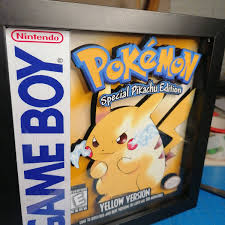 Nintendo
GAME BOY
POKéMON
Special Pikachu Edition
YELLOW VERSION